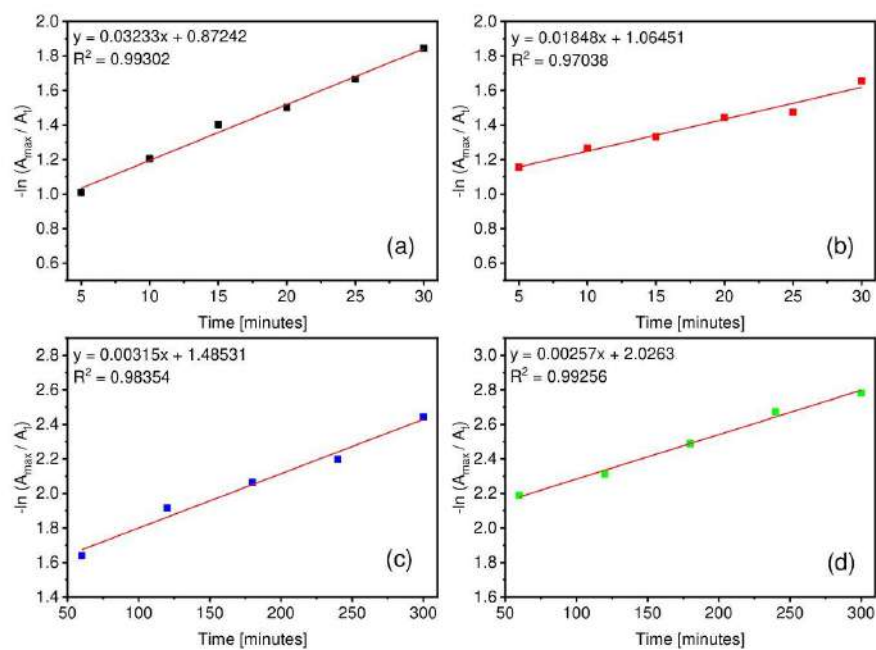 y = 0.03233x + 0.87242
R² = 0.99302
2.0
1.8
1.6
1.4
1.2
1.0
0.8
0.6
-ln (Amax / At)
(a)
5 10 15 20 25 30
Time [minutes]
y = 0.01848x + 1.06451
R² = 0.97038
2.0
1.8
1.6
1.4
1.2
1.0
0.8
0.6
-ln (Amax / At)
(b)
5 10 15 20 25 30
Time [minutes]
y = 0.00315x + 1.48531
R² = 0.98354
2.8
2.6
2.4
2.2
2.0
1.8
1.6
1.4
-ln (Amax / At)
(c)
50 100 150 200 250 300
Time [minutes]
y = 0.00257x + 2.0263
R² = 0.99256
3.0
2.8
2.6
2.4
2.2
2.0
1.8
1.6
-ln (Amax / At)
(d)
50 100 150 200 250 300
Time [minutes]